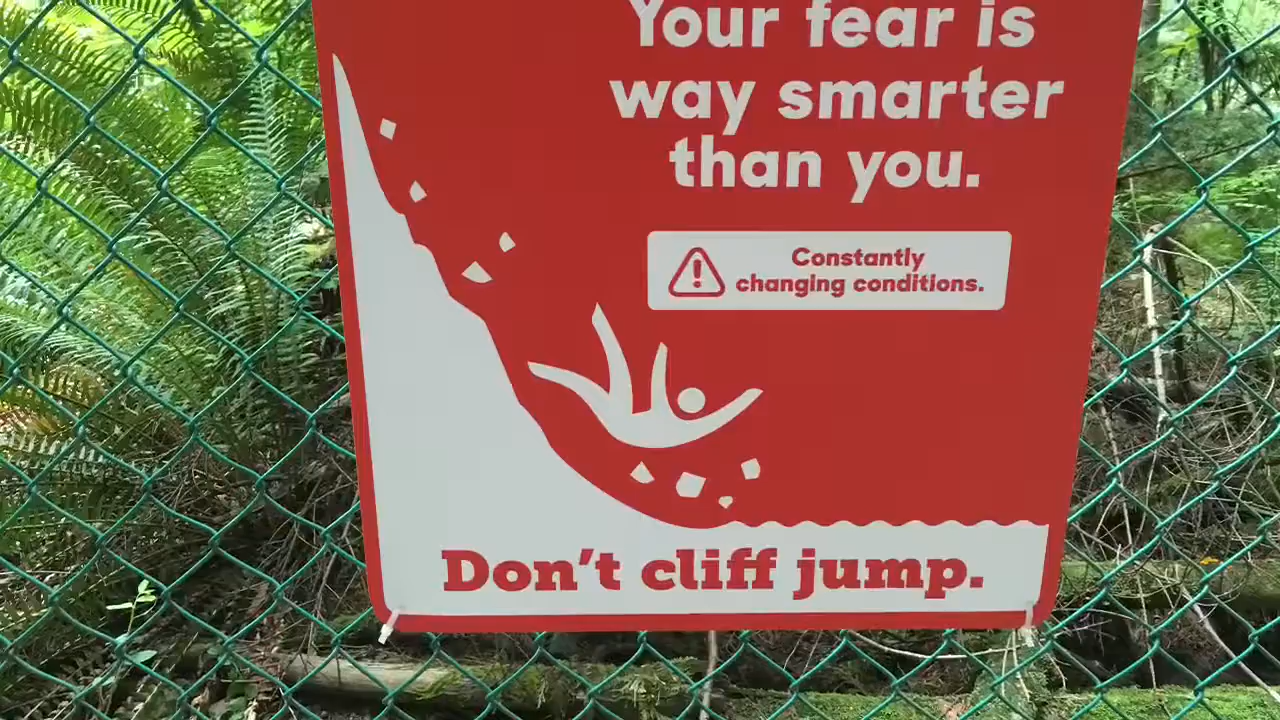 Your fear is
way smarter
than you.
Constantly
changing conditions.
Don't cliff jump.